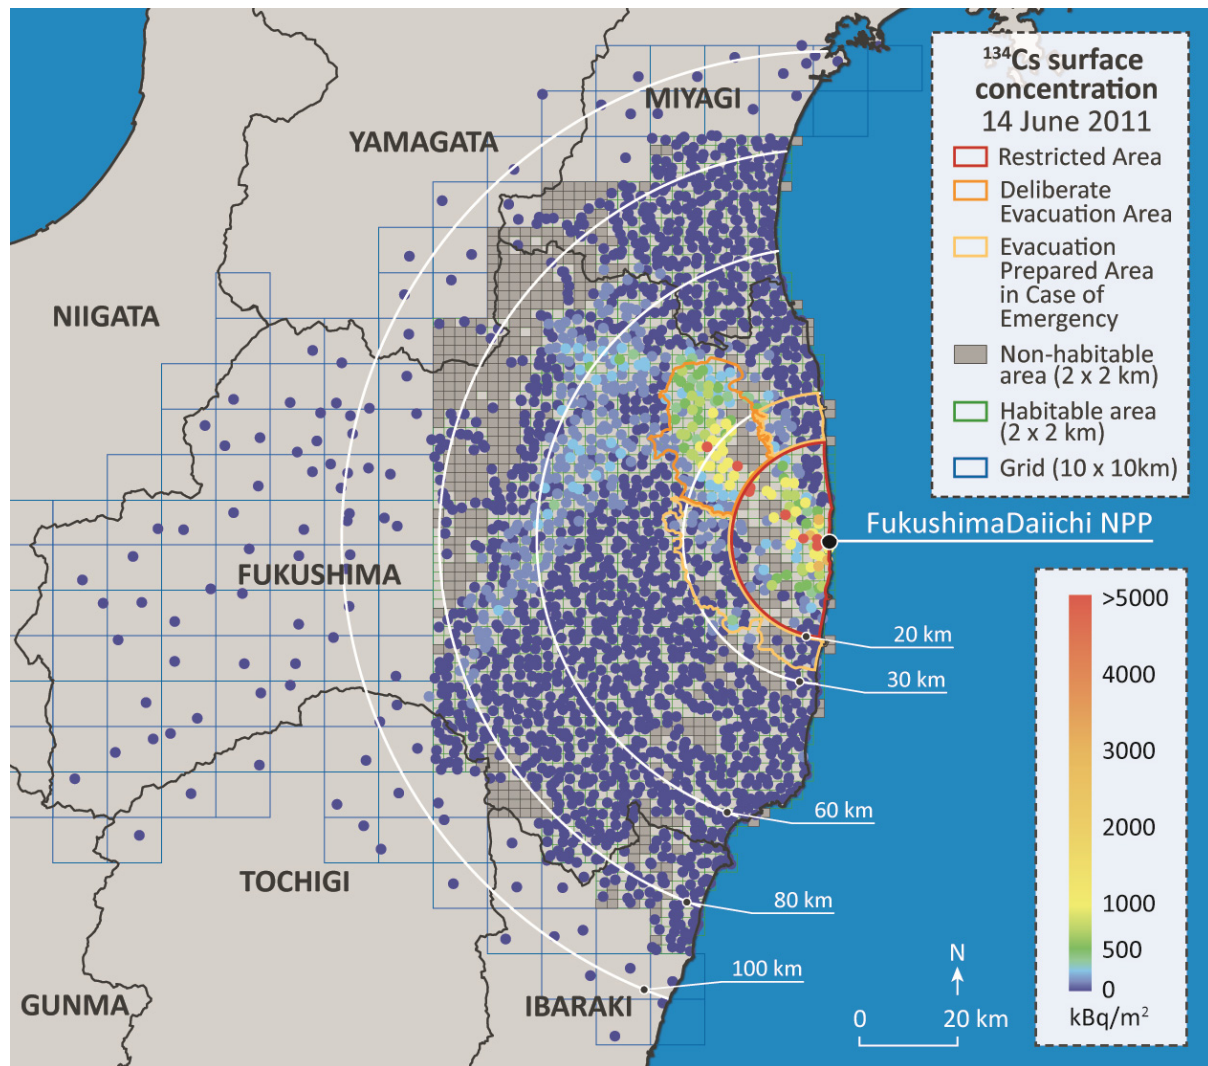 MIYAGI
YAMAGATA
NIIGATA
FUKUSHIMA
TOCHIGI
GUNMA
IBARAKI
¹³⁴Cs surface
concentration
14 June 2011
Restricted Area
Deliberate
Evacuation Area
Evacuation
Prepared Area
in Case of
Emergency
Non-habitable
area (2 x 2 km)
Habitable area
(2 x 2 km)
Grid (10 x 10km)
FukushimaDaiichi NPP
20 km
30 km
60 km
80 km
100 km
>5000
4000
3000
2000
1000
500
0
kBq/m²
N
0 20 km